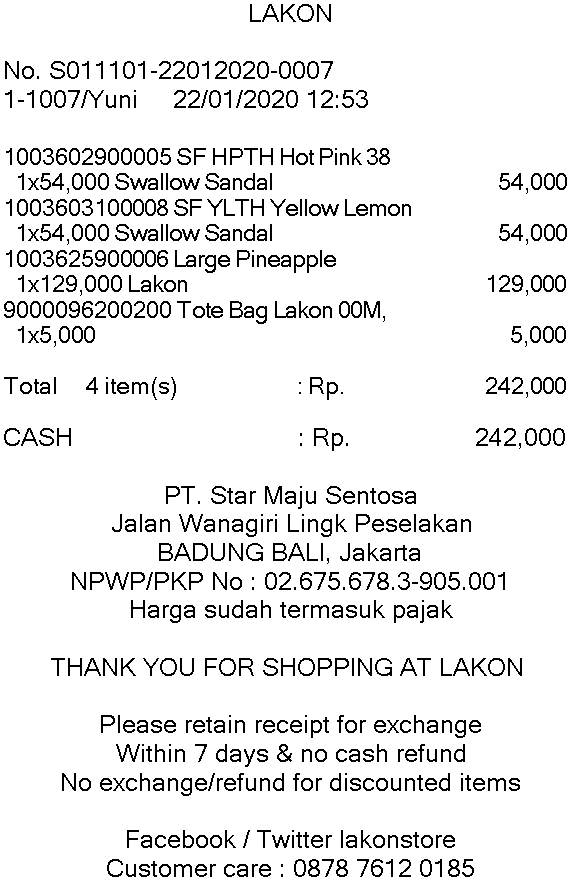 LAKON
No. S011101-22012020-0007
1-1007/Yuni 22/01/2020 12:53
1003602900005 SF HPTH Hot Pink 38
1x54,000 Swallow Sandal 54,000
1003603100008 SF YLTH Yellow Lemon
1x54,000 Swallow Sandal 54,000
1003625900006 Large Pineapple
1x129,000 Lakon 129,000
9000096200200 Tote Bag Lakon 00M,
1x5,000 5,000
Total 4 item(s) : Rp. 242,000
CASH : Rp. 242,000
PT. Star Maju Sentosa
Jalan Wanagiri Lingk Peselakan
BADUNG BALI, Jakarta
NPWP/PKP No : 02.675.678.3-905.001
Harga sudah termasuk pajak
THANK YOU FOR SHOPPING AT LAKON
Please retain receipt for exchange
Within 7 days & no cash refund
No exchange/refund for discounted items
Facebook / Twitter lakonstore
Customer care : 0878 7612 0185